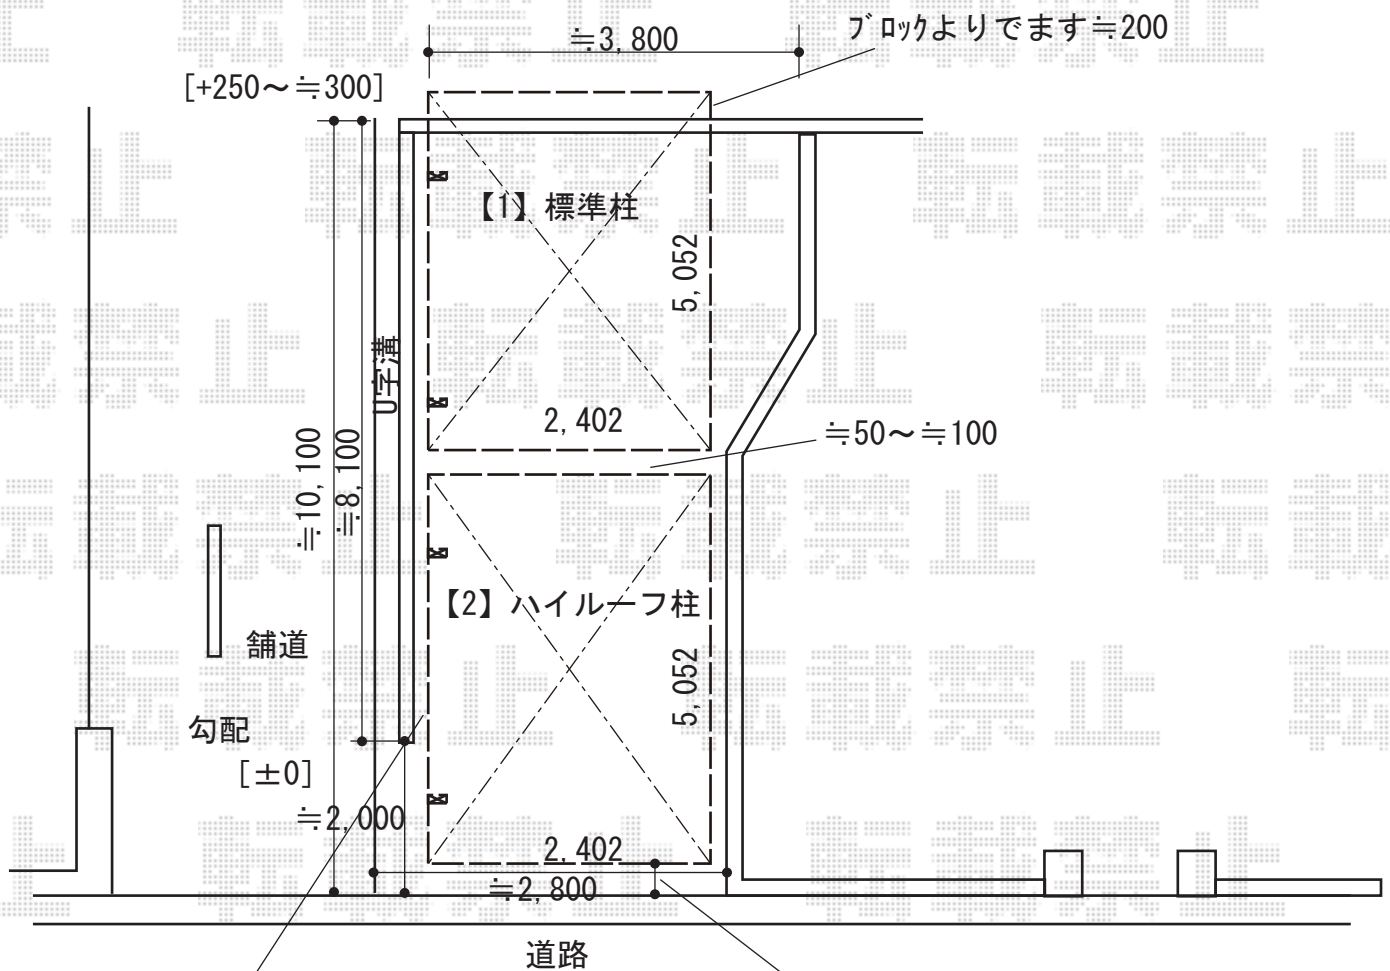 ≒3,800
ﾌﾞﾛｯｸよりでます≒200
[+250～≒300]
【1】標準柱
5,052
U字溝
2,402
≒50～≒100
≒10,100
≒8,100
【2】ハイルーフ柱
舗道
5,052
勾配
[±0]
≒2,000
2,402
≒2,800
道路
転載禁止